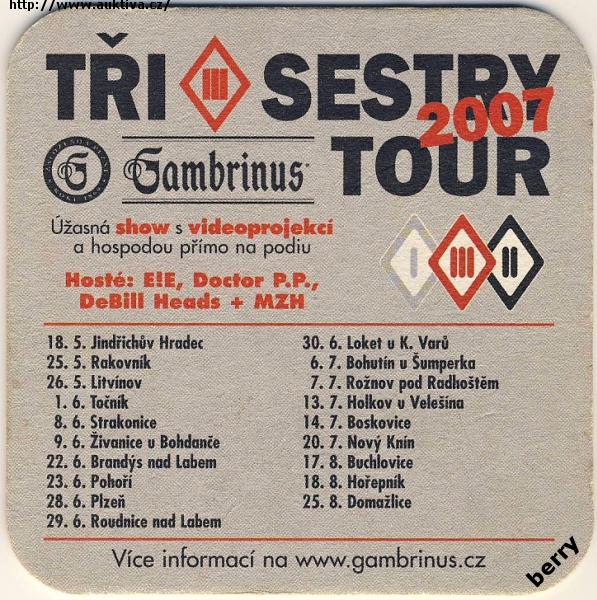 http://www.auktiva.cz/
TŘI III SESTRY
2007
Gambrinus TOUR
Úžasná show s videoprojekcí
a hospodou přímo na podiu
I III II
Hosté: E!E, Doctor P.P.,
DeBill Heads + MZH
18. 5. Jindřichův Hradec
25. 5. Rakovník
26. 5. Litvínov
1. 6. Točník
8. 6. Strakonice
9. 6. Živanice u Bohdanče
22. 6. Brandýs nad Labem
23. 6. Pohoří
28. 6. Plzeň
29. 6. Roudnice nad Labem
30. 6. Loket u K. Varů
6. 7. Bohutín u Šumperka
7. 7. Rožnov pod Radhoštěm
13. 7. Holkov u Velešína
14. 7. Boskovice
20. 7. Nový Knín
17. 8. Buchlovice
18. 8. Hořepník
25. 8. Domažlice
Více informací na www.gambrinus.cz
berry